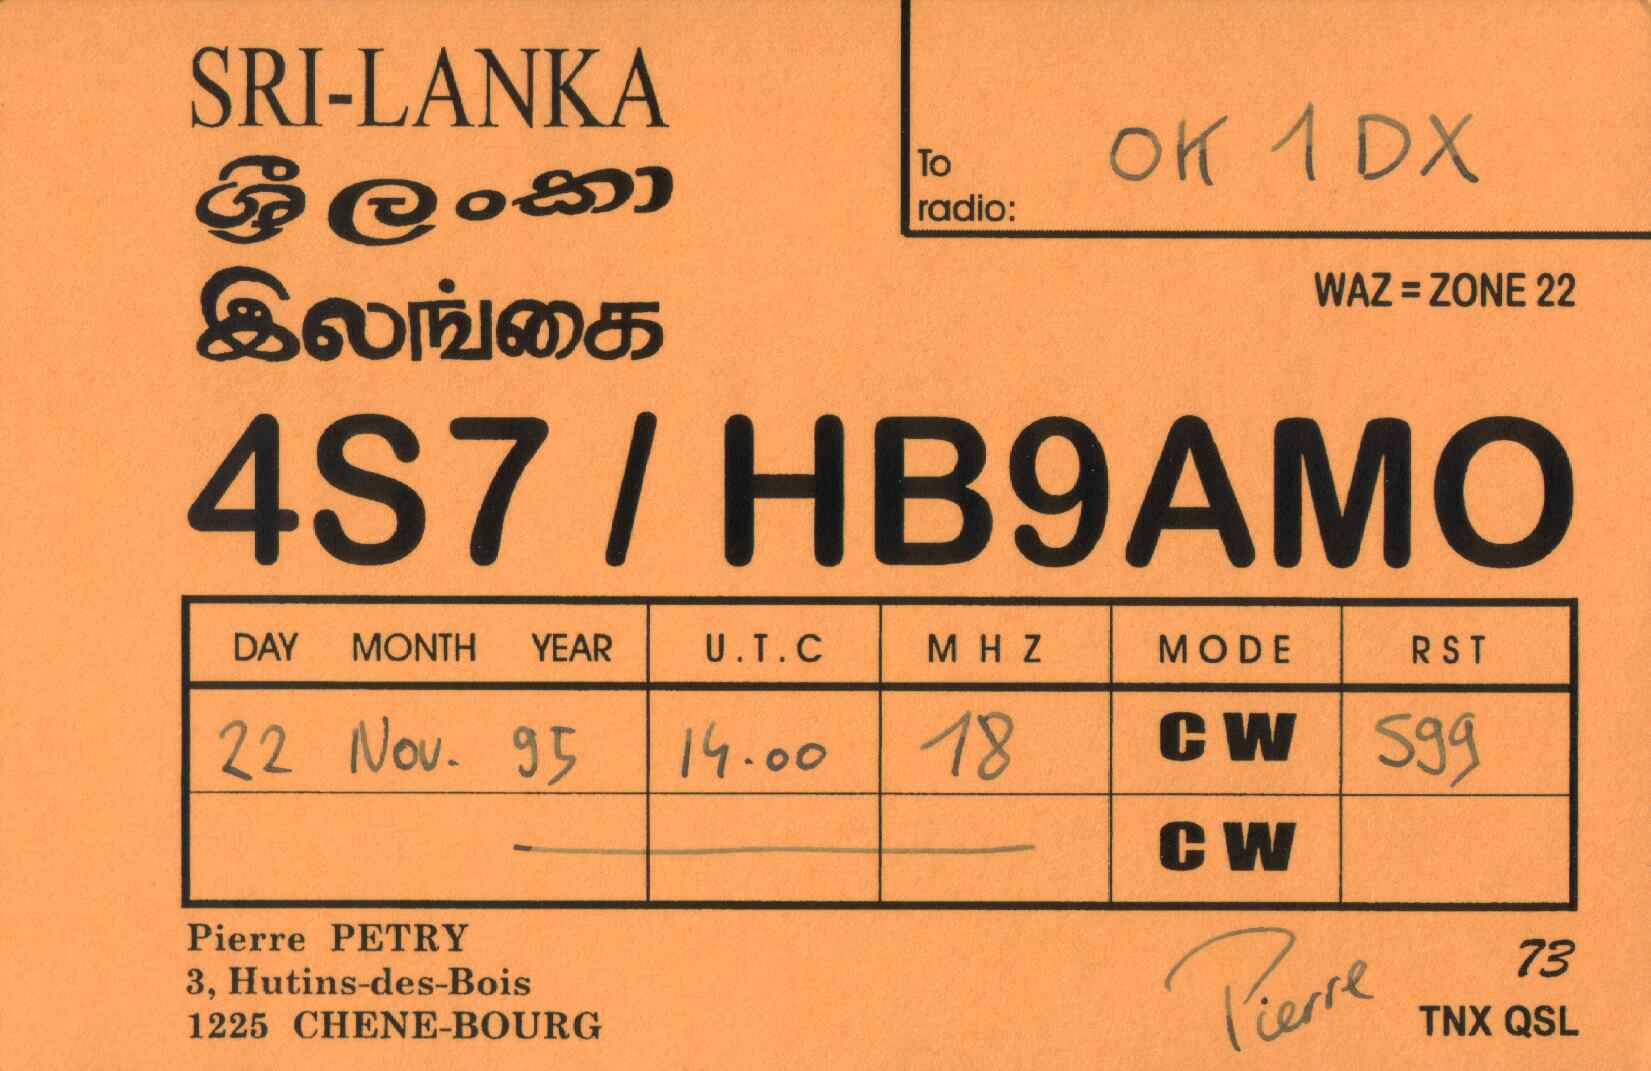 SRI-LANKA
ශ්‍රී ලංකා
இலங்கை
To radio: OK 1 DX
WAZ = ZONE 22
4S7 / HB9AMO
DAY MONTH YEAR U.T.C MHZ MODE RST
22 Nov. 95 14.00 18 CW 599
CW
Pierre PETRY
3, Hutins-des-Bois
1225 CHENE-BOURG
Pierre
73
TNX QSL